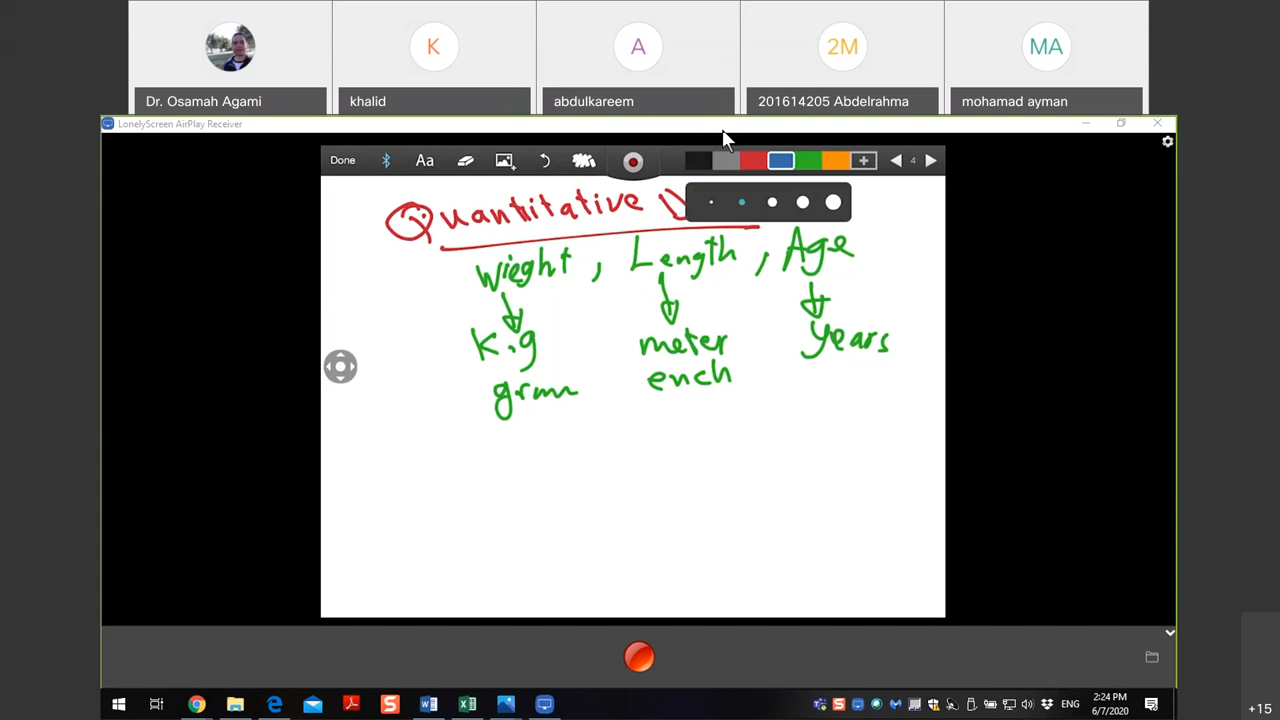 K
A
2M
MA
Dr. Osamah Agami
khalid
abdulkareem
201614205 Abdelrahma
mohamad ayman
LonelyScreen AirPlay Receiver
Done
Aa
4
Quantitative D
Wieght , Length , Age
K.g
meter
years
grm
ench
2:24 PM
ENG
6/7/2020
+15